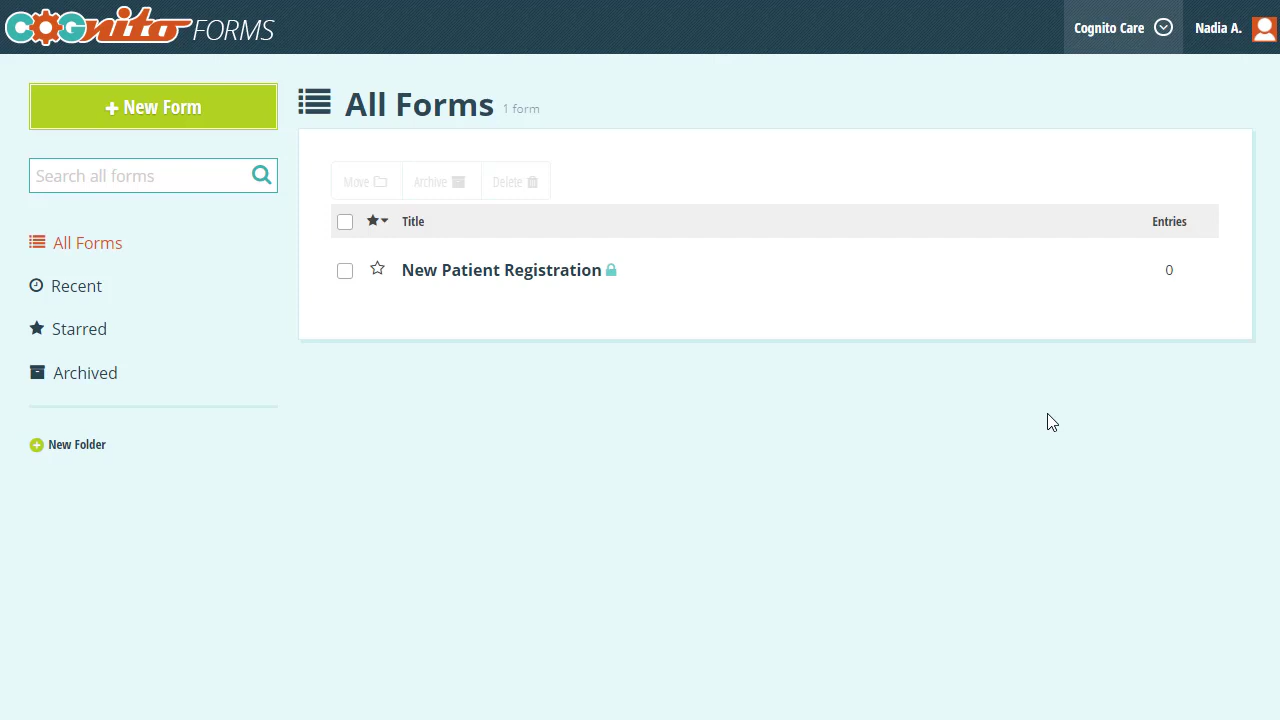 COGnito FORMS
Cognito Care
Nadia A.
New Form
Search all forms
All Forms
Recent
Starred
Archived
New Folder
All Forms 1 form
Move Archive Delete
Title Entries
New Patient Registration 0